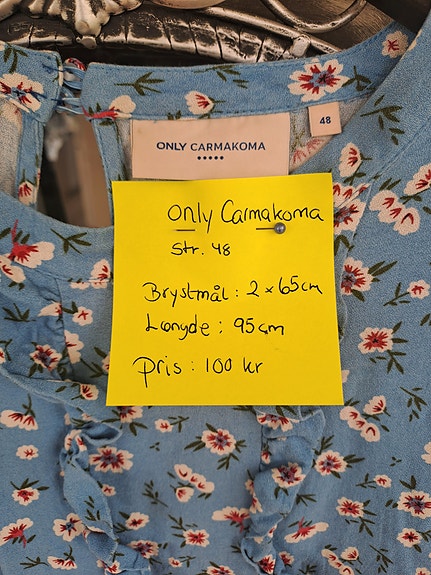 48
ONLY CARMAKOMA
Only Carmakoma
Str. 48
Brystmål: 2 × 65cm
Længde: 95cm
Pris: 100 kr